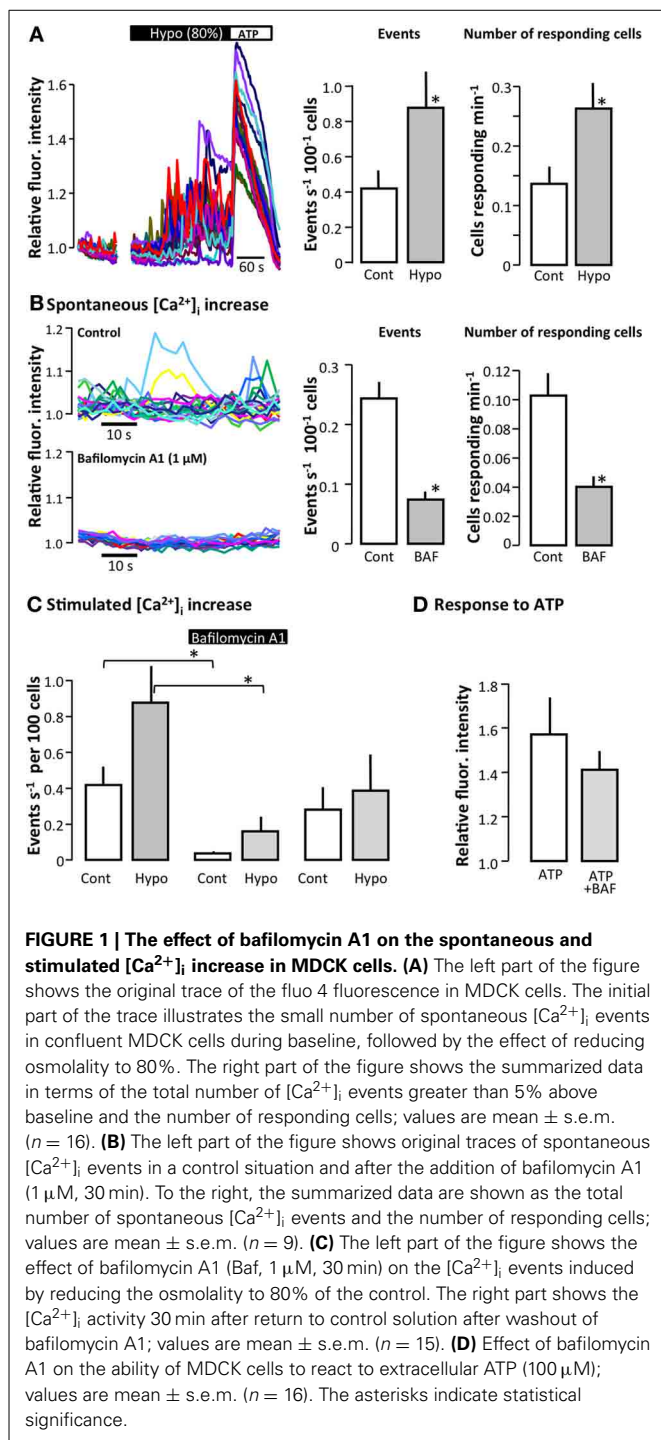 A
Hypo (80%) ATP
Relative fluor. intensity
1.6
1.4
1.2
1.0
60 s
Events
Events s⁻¹ 100⁻¹ cells
1.0
0.8
0.6
0.4
0.2
0
*
Cont Hypo
Number of responding cells
Cells responding min⁻¹
0.3
0.2
0.1
0
*
Cont Hypo
B Spontaneous [Ca²⁺]ᵢ increase
Relative fluor. intensity
1.2
1.1
1.0
Control
10 s
1.2
1.1
1.0
Bafilomycin A1 (1 µM)
10 s
Events
Events s⁻¹ 100⁻¹ cells
0.3
0.2
0.1
0
*
Cont BAF
Number of responding cells
Cells responding min⁻¹
0.12
0.10
0.08
0.06
0.04
0.02
0
*
Cont BAF
C Stimulated [Ca²⁺]ᵢ increase
Bafilomycin A1
*
*
Events s⁻¹ per 100 cells
1.0
0.8
0.6
0.4
0.2
0
Cont Hypo Cont Hypo Cont Hypo
D Response to ATP
Relative fluor. intensity
1.8
1.6
1.4
1.2
1.0
ATP ATP
+BAF
FIGURE 1 | The effect of bafilomycin A1 on the spontaneous and
stimulated [Ca²⁺]ᵢ increase in MDCK cells. (A) The left part of the figure
shows the original trace of the fluo 4 fluorescence in MDCK cells. The initial
part of the trace illustrates the small number of spontaneous [Ca²⁺]ᵢ events
in confluent MDCK cells during baseline, followed by the effect of reducing
osmolality to 80%. The right part of the figure shows the summarized data
in terms of the total number of [Ca²⁺]ᵢ events greater than 5% above
baseline and the number of responding cells; values are mean ± s.e.m.
(n = 16). (B) The left part of the figure shows original traces of spontaneous
[Ca²⁺]ᵢ events in a control situation and after the addition of bafilomycin A1
(1 µM, 30 min). To the right, the summarized data are shown as the total
number of spontaneous [Ca²⁺]ᵢ events and the number of responding cells;
values are mean ± s.e.m. (n = 9). (C) The left part of the figure shows the
effect of bafilomycin A1 (Baf, 1 µM, 30 min) on the [Ca²⁺]ᵢ events induced
by reducing the osmolality to 80% of the control. The right part shows the
[Ca²⁺]ᵢ activity 30 min after return to control solution after washout of
bafilomycin A1; values are mean ± s.e.m. (n = 15). (D) Effect of bafilomycin
A1 on the ability of MDCK cells to react to extracellular ATP (100 µM);
values are mean ± s.e.m. (n = 16). The asterisks indicate statistical
significance.